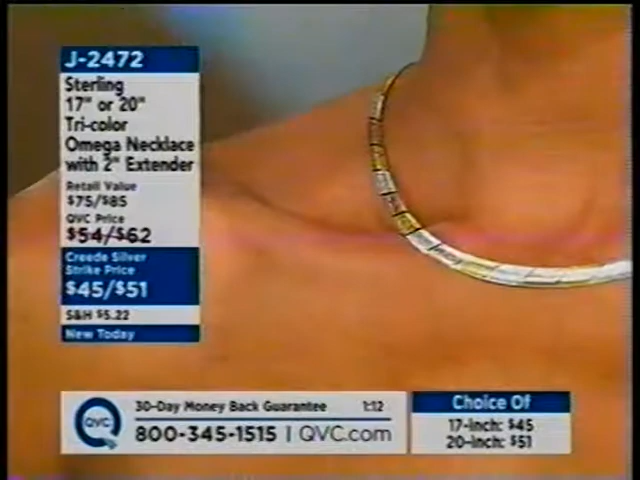 J-2472
Sterling
17" or 20"
Tri-color
Omega Necklace
with 2" Extender
Retail Value
$75/$85
QVC Price
$54/$62
Creede Silver
Strike Price
$45/$51
S&H $5.22
New Today
QVC
30-Day Money Back Guarantee 1:12
800-345-1515 | QVC.com
Choice Of
17-inch: $45
20-inch: $51